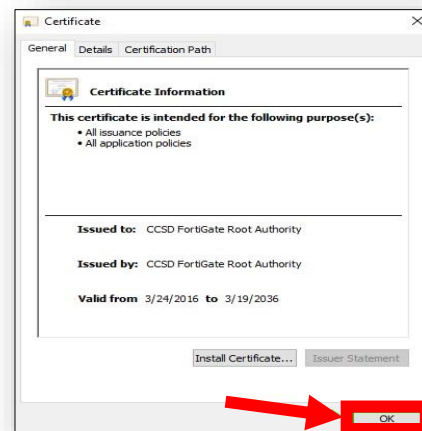 Certificate
General Details Certification Path
Certificate Information
This certificate is intended for the following purpose(s):
• All issuance policies
• All application policies
Issued to: CCSD FortiGate Root Authority
Issued by: CCSD FortiGate Root Authority
Valid from 3/24/2016 to 3/19/2036
Install Certificate... Issuer Statement
OK